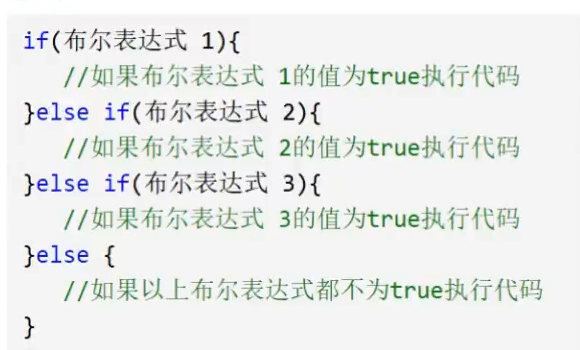 if(布尔表达式 1){
//如果布尔表达式 1的值为true执行代码
}else if(布尔表达式 2){
//如果布尔表达式 2的值为true执行代码
}else if(布尔表达式 3){
//如果布尔表达式 3的值为true执行代码
}else {
//如果以上布尔表达式都不为true执行代码
}